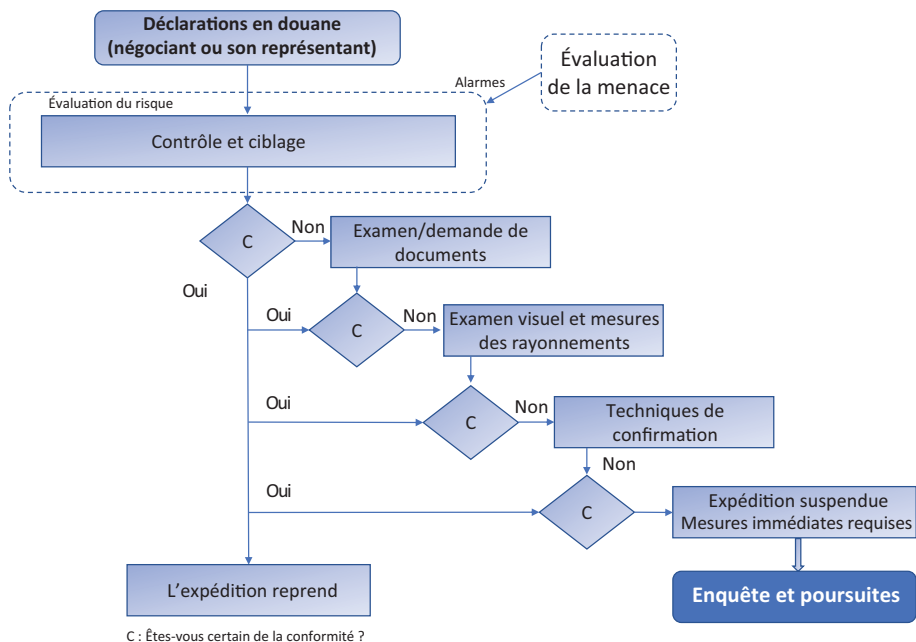 Déclarations en douane
(négociant ou son représentant)
Évaluation
de la menace
Alarmes
Évaluation du risque
Contrôle et ciblage
C
Non
Examen/demande de
documents
Oui
Oui
C
Non
Examen visuel et mesures
des rayonnements
Oui
C
Non
Techniques de
confirmation
Non
Oui
C
Expédition suspendue
Mesures immédiates requises
L'expédition reprend
Enquête et poursuites
C : Êtes-vous certain de la conformité ?